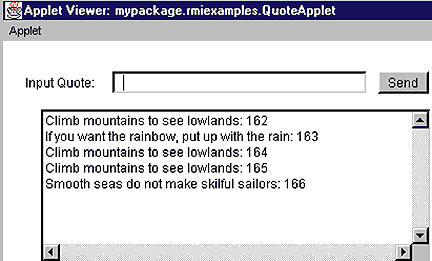 Applet Viewer: mypackage.rmiexamples.QuoteApplet
Applet
Input Quote:
Send
Climb mountains to see lowlands: 162
If you want the rainbow, put up with the rain: 163
Climb mountains to see lowlands: 164
Climb mountains to see lowlands: 165
Smooth seas do not make skilful sailors: 166